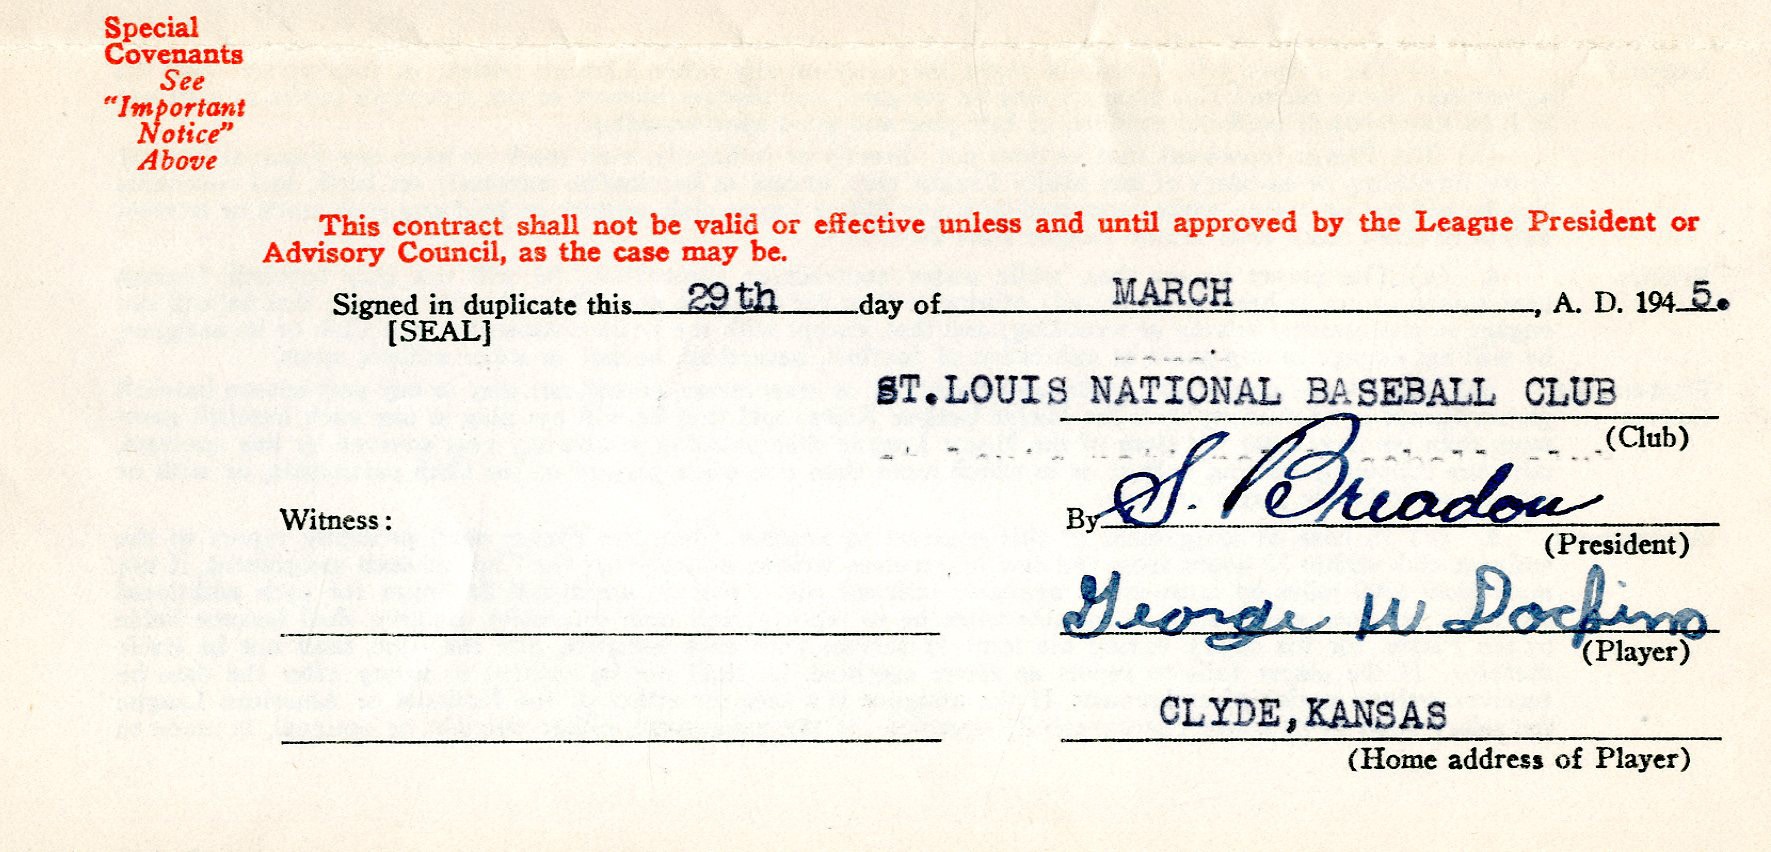 Special
Covenants
See
"Important
Notice"
Above
This contract shall not be valid or effective unless and until approved by the League President or
Advisory Council, as the case may be.
Signed in duplicate this 29th day of MARCH, A. D. 1945.
[SEAL]
ST.LOUIS NATIONAL BASEBALL CLUB
(Club)
Witness: By S. Breadon
(President)
George W Dockins
(Player)
CLYDE,KANSAS
(Home address of Player)